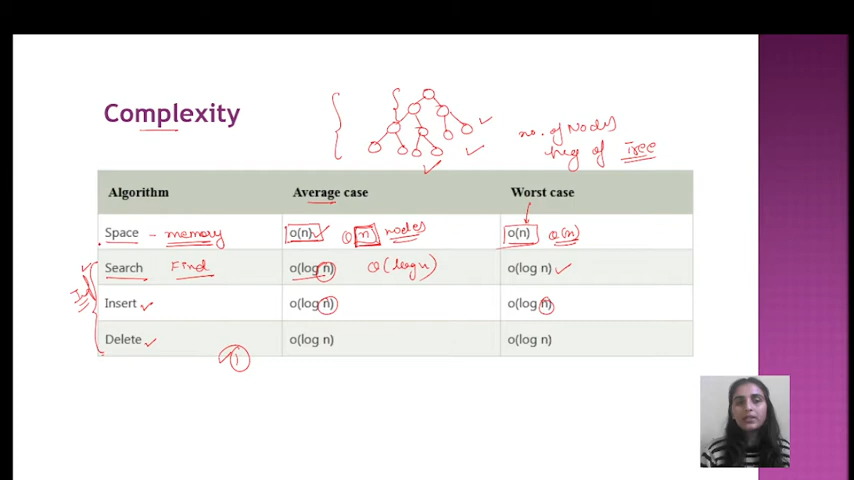 Complexity
no. of Nodes
heg of Tree
Algorithm Average case Worst case
Space - memory o(n) O(n) nodes o(n) O(n)
Search Find o(log n) O(log n) o(log n)
Insert o(log n) o(log n)
Delete o(log n) o(log n)